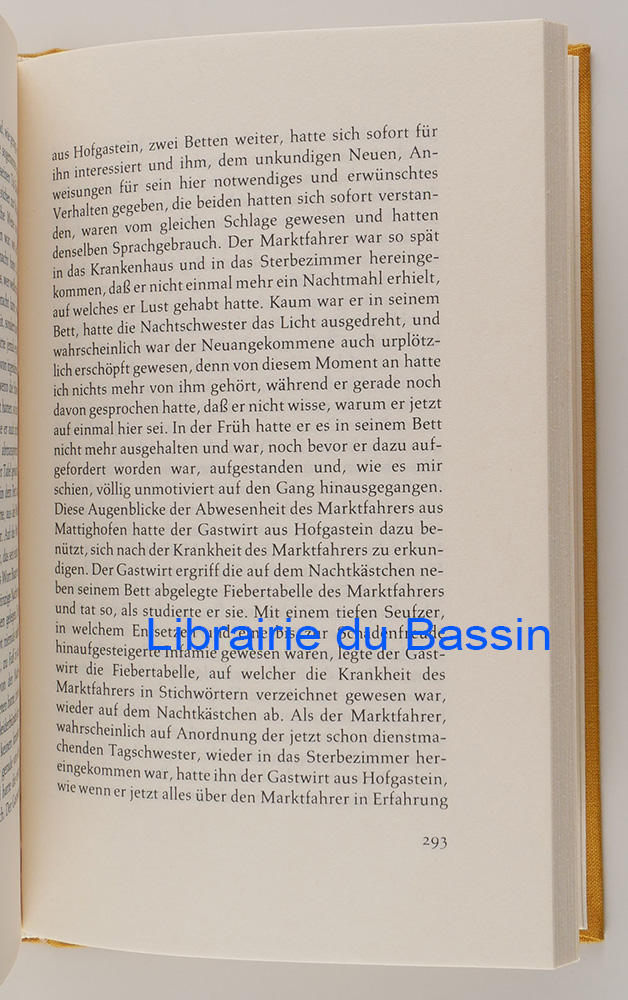 aus Hofgastein, zwei Betten weiter, hatte sich sofort für
ihn interessiert und ihm, dem unkundigen Neuen, An-
weisungen für sein hier notwendiges und erwünschtes
Verhalten gegeben, die beiden hatten sich sofort verstan-
den, waren vom gleichen Schlage gewesen und hatten
denselben Sprachgebrauch. Der Marktfahrer war so spät
in das Krankenhaus und in das Sterbezimmer hereinge-
kommen, daß er nicht einmal mehr ein Nachtmahl erhielt,
auf welches er Lust gehabt hatte. Kaum war er in seinem
Bett, hatte die Nachtschwester das Licht ausgedreht, und
wahrscheinlich war der Neuangekommene auch urplötz-
lich erschöpft gewesen, denn von diesem Moment an hatte
ich nichts mehr von ihm gehört, während er gerade noch
davon gesprochen hatte, daß er nicht wisse, warum er jetzt
auf einmal hier sei. In der Früh hatte er es in seinem Bett
nicht mehr ausgehalten und war, noch bevor er dazu auf-
gefordert worden war, aufgestanden und, wie es mir
schien, völlig unmotiviert auf den Gang hinausgegangen.
Diese Augenblicke der Abwesenheit des Marktfahrers aus
Mattighofen hatte der Gastwirt aus Hofgastein dazu be-
nützt, sich nach der Krankheit des Marktfahrers zu erkun-
digen. Der Gastwirt ergriff die auf dem Nachtkästchen ne-
ben seinem Bett abgelegte Fiebertabelle des Marktfahrers
und tat so, als studierte er sie. Mit einem tiefen Seufzer,
in welchem Entsetzen und eine bis zur Schadenfreude
Librairie du Bassin
hinaufgesteigerte Infamie gewesen waren, legte der Gast-
wirt die Fiebertabelle, auf welcher die Krankheit des
Marktfahrers in Stichwörtern verzeichnet gewesen war,
wieder auf dem Nachtkästchen ab. Als der Marktfahrer,
wahrscheinlich auf Anordnung der jetzt schon dienstma-
chenden Tagschwester, wieder in das Sterbezimmer her-
eingekommen war, hatte ihn der Gastwirt aus Hofgastein,
wie wenn er jetzt alles über den Marktfahrer in Erfahrung
293